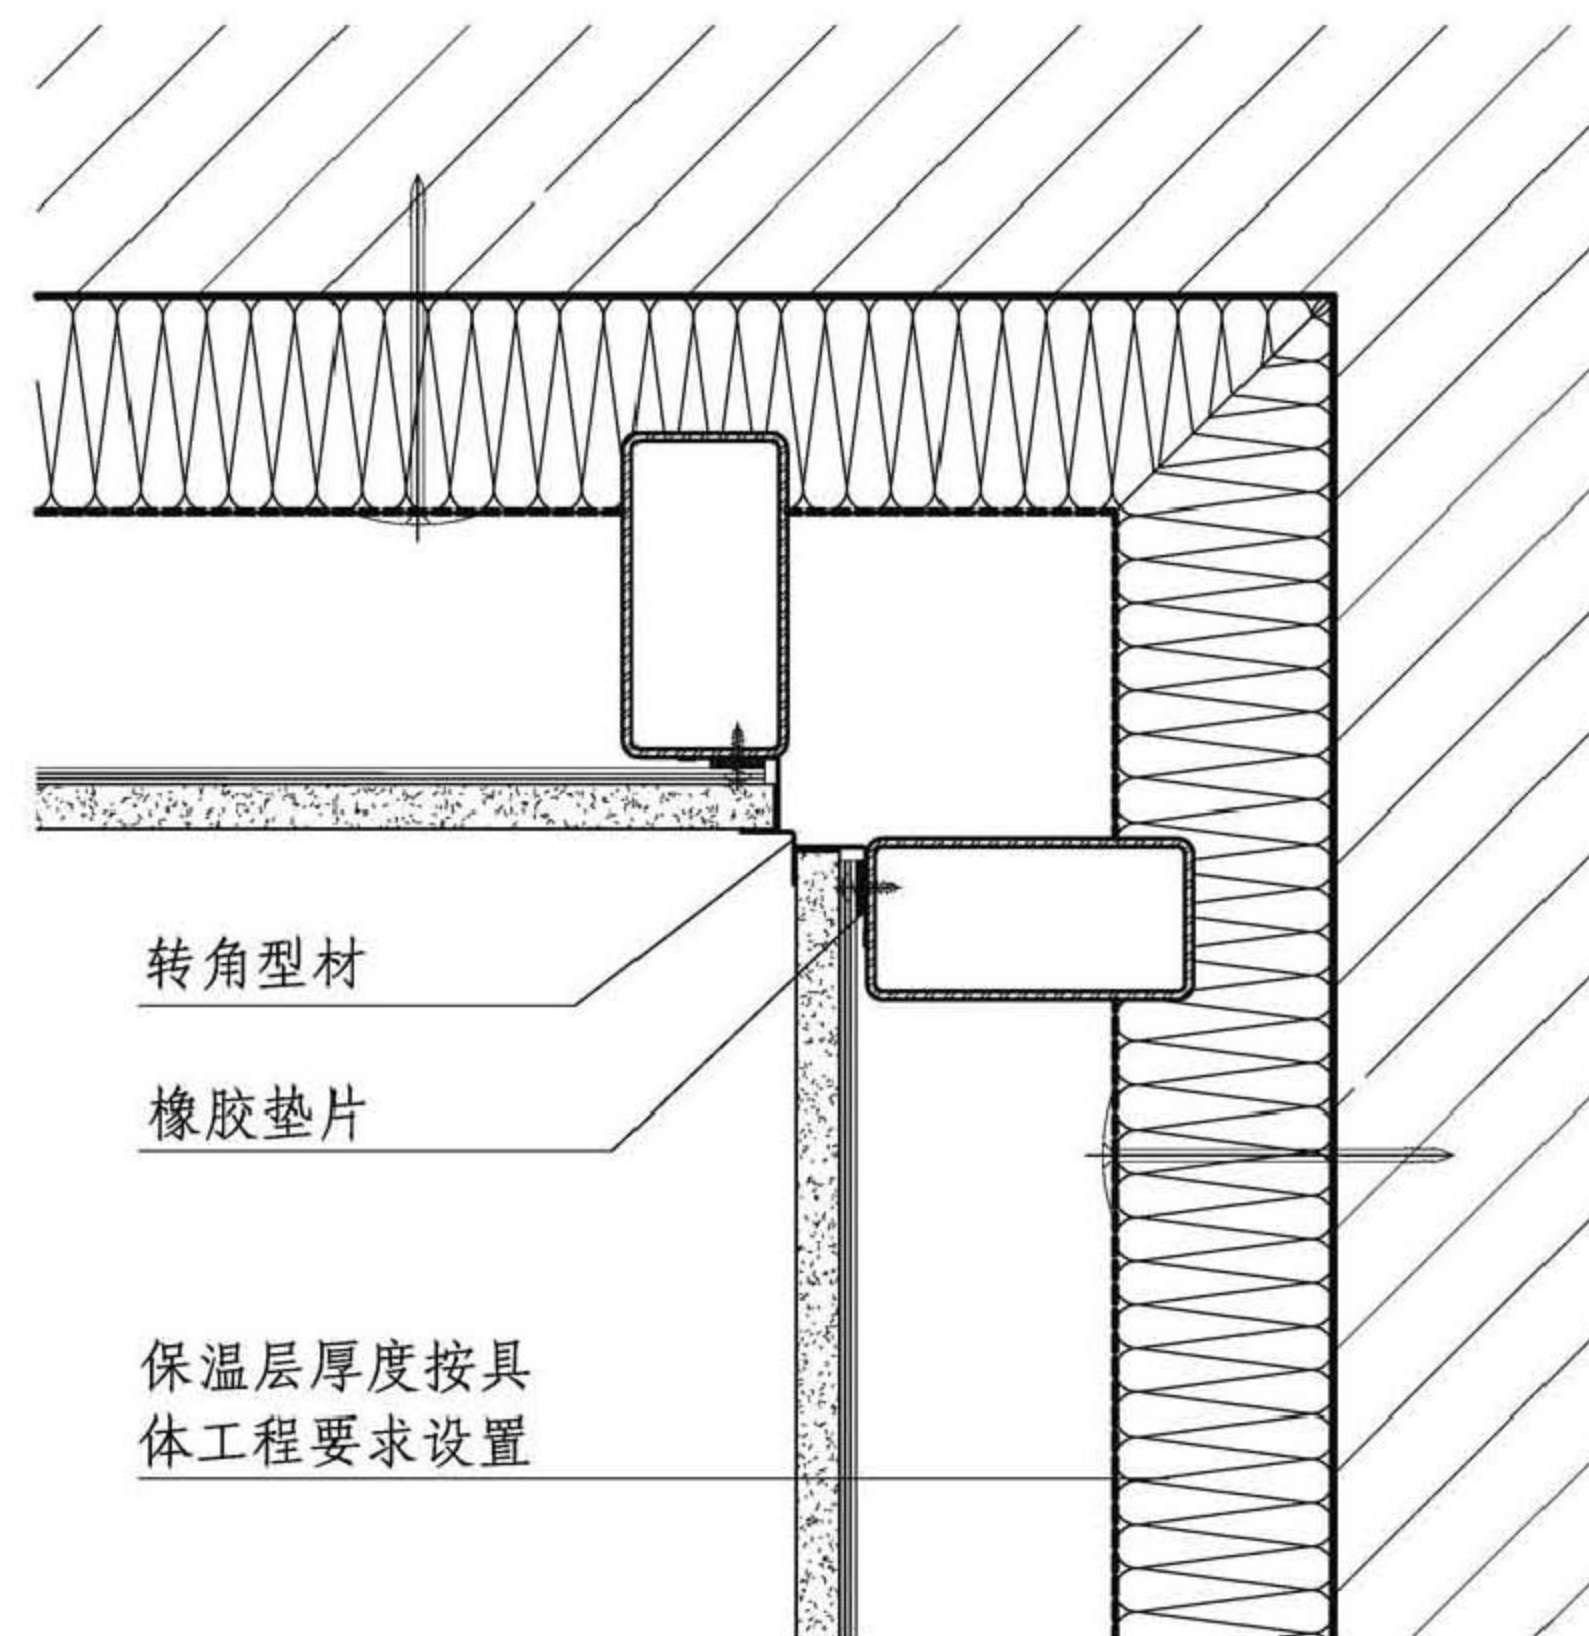 转角型材
橡胶垫片
保温层厚度按具
体工程要求设置